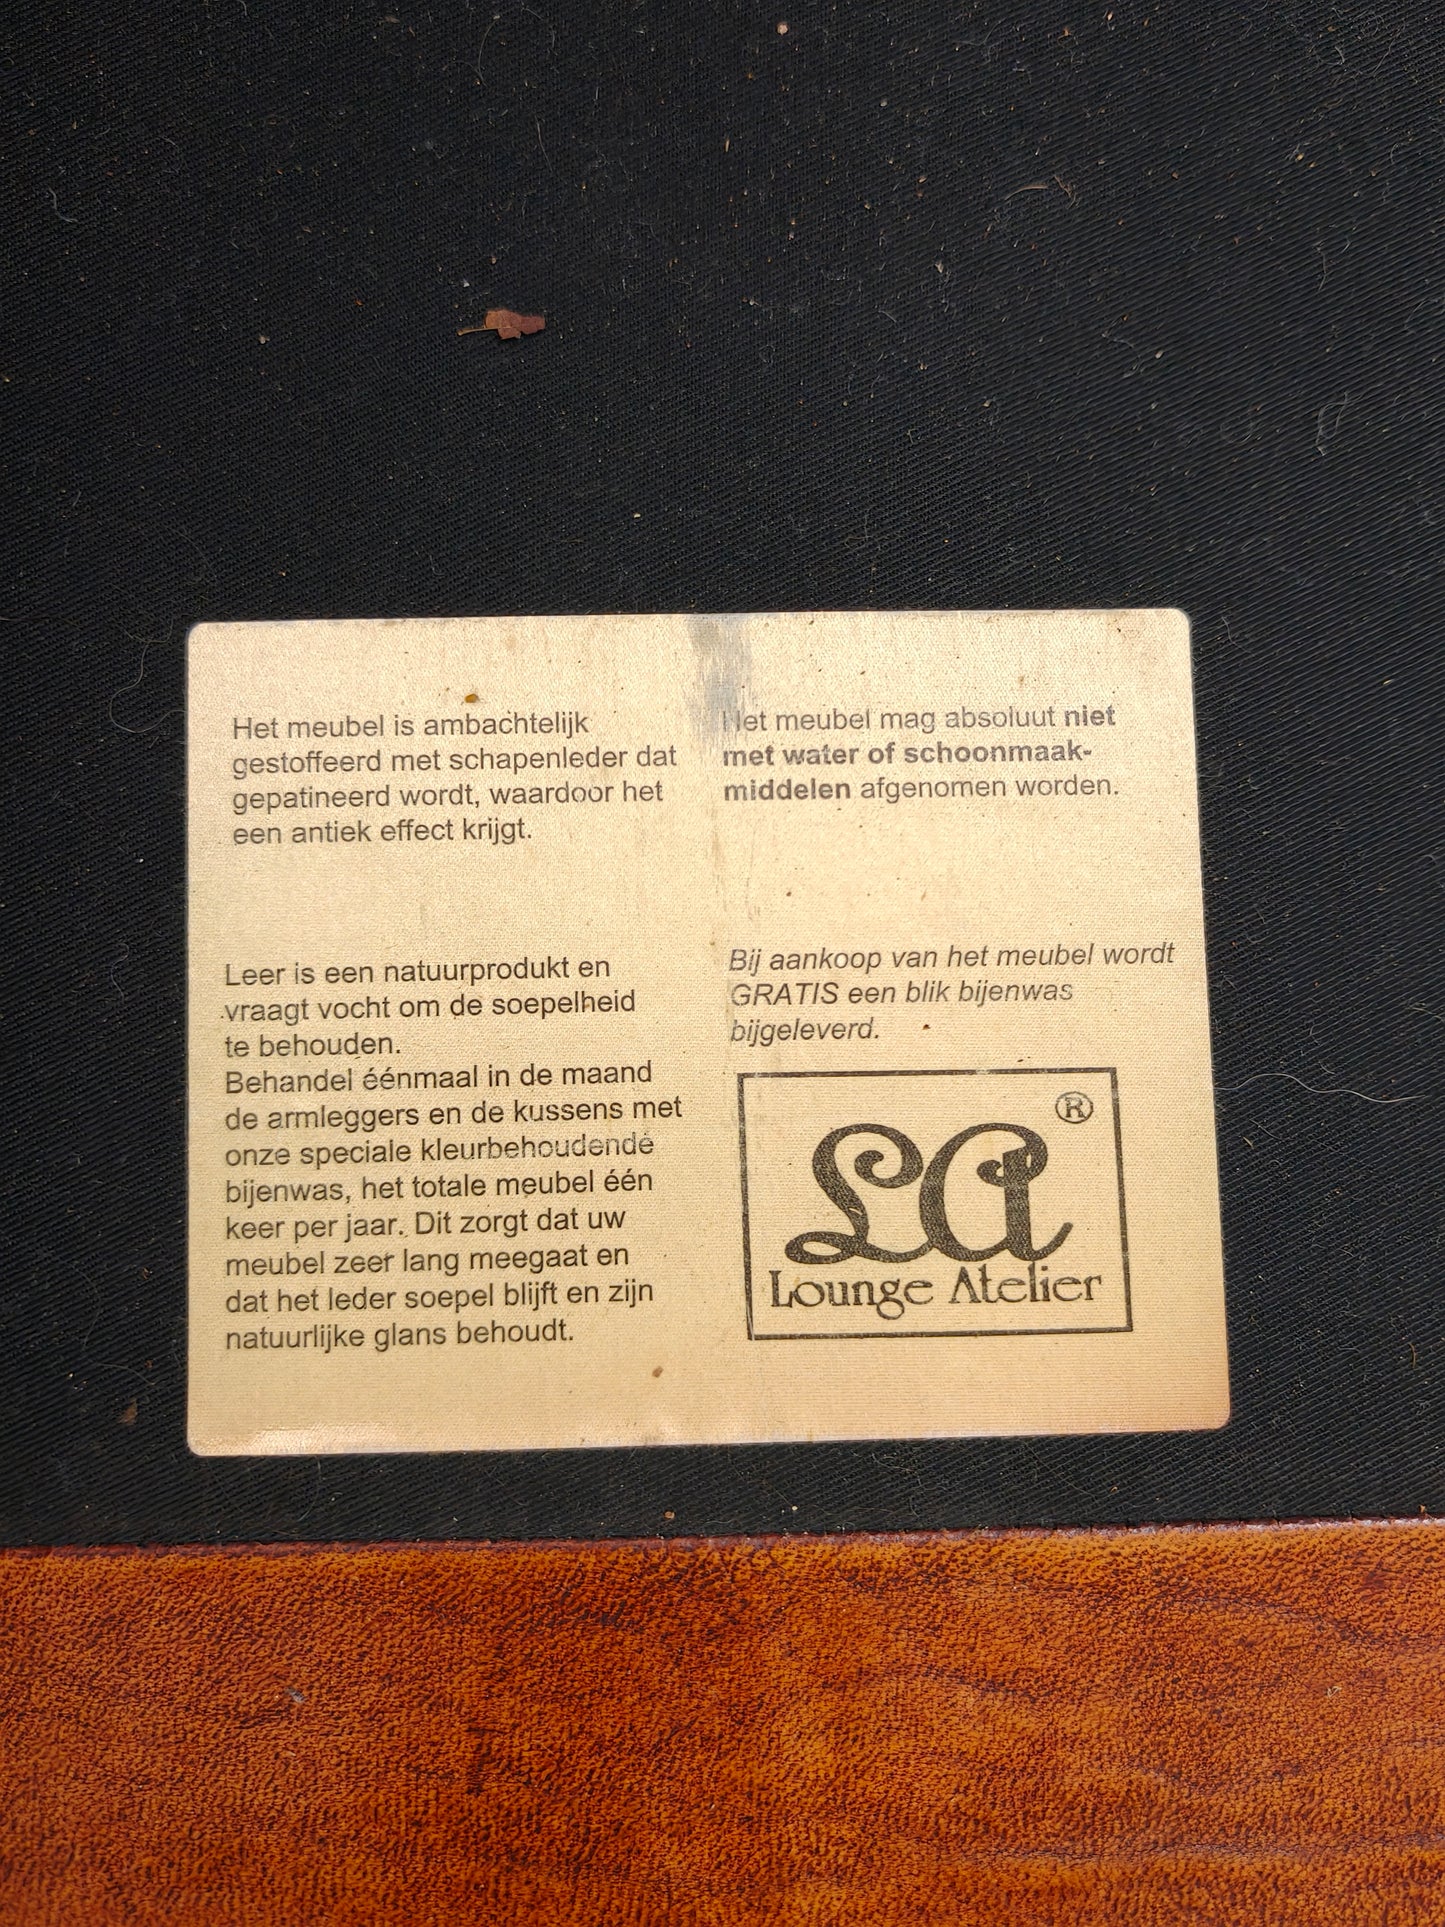 Het meubel is ambachtelijk
gestoffeerd met schapenleder dat
gepatineerd wordt, waardoor het
een antiek effect krijgt.
Leer is een natuurprodukt en
vraagt vocht om de soepelheid
te behouden.
Behandel éénmaal in de maand
de armleggers en de kussens met
onze speciale kleurbehoudende
bijenwas, het totale meubel één
keer per jaar. Dit zorgt dat uw
meubel zeer lang meegaat en
dat het leder soepel blijft en zijn
natuurlijke glans behoudt.
Het meubel mag absoluut niet
met water of schoonmaak-
middelen afgenomen worden.
Bij aankoop van het meubel wordt
GRATIS een blik bijenwas
bijgeleverd.
®
LA
Lounge Atelier